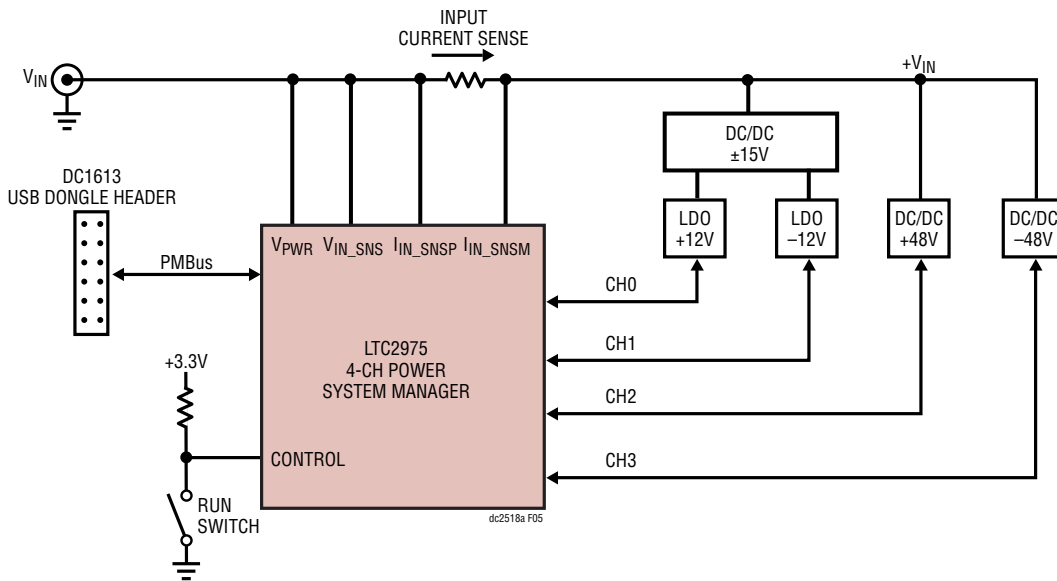 INPUT
CURRENT SENSE
VIN
+VIN
DC/DC
±15V
DC1613
USB DONGLE HEADER
LDO
+12V
LDO
–12V
DC/DC
+48V
DC/DC
–48V
VPWR VIN_SNS IIN_SNSP IIN_SNSM
PMBus
CH0
LTC2975
4-CH POWER
SYSTEM MANAGER
CH1
+3.3V
CH2
CONTROL
CH3
RUN
SWITCH
dc2518a F05